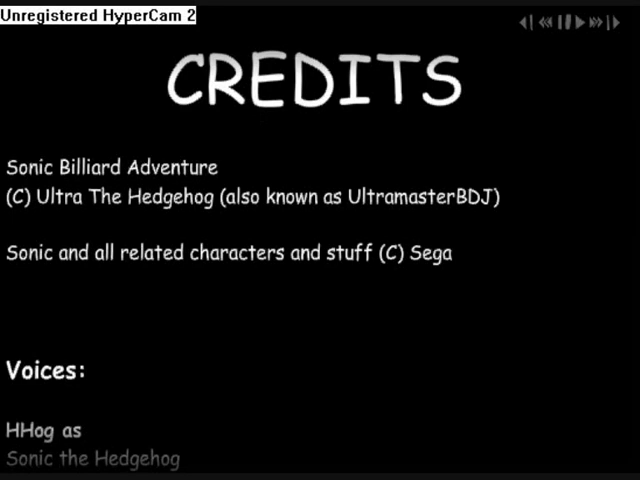 Unregistered HyperCam 2
CREDITS
Sonic Billiard Adventure
(C) Ultra The Hedgehog (also known as UltramasterBDJ)
Sonic and all related characters and stuff (C) Sega
Voices:
HHog as
Sonic the Hedgehog